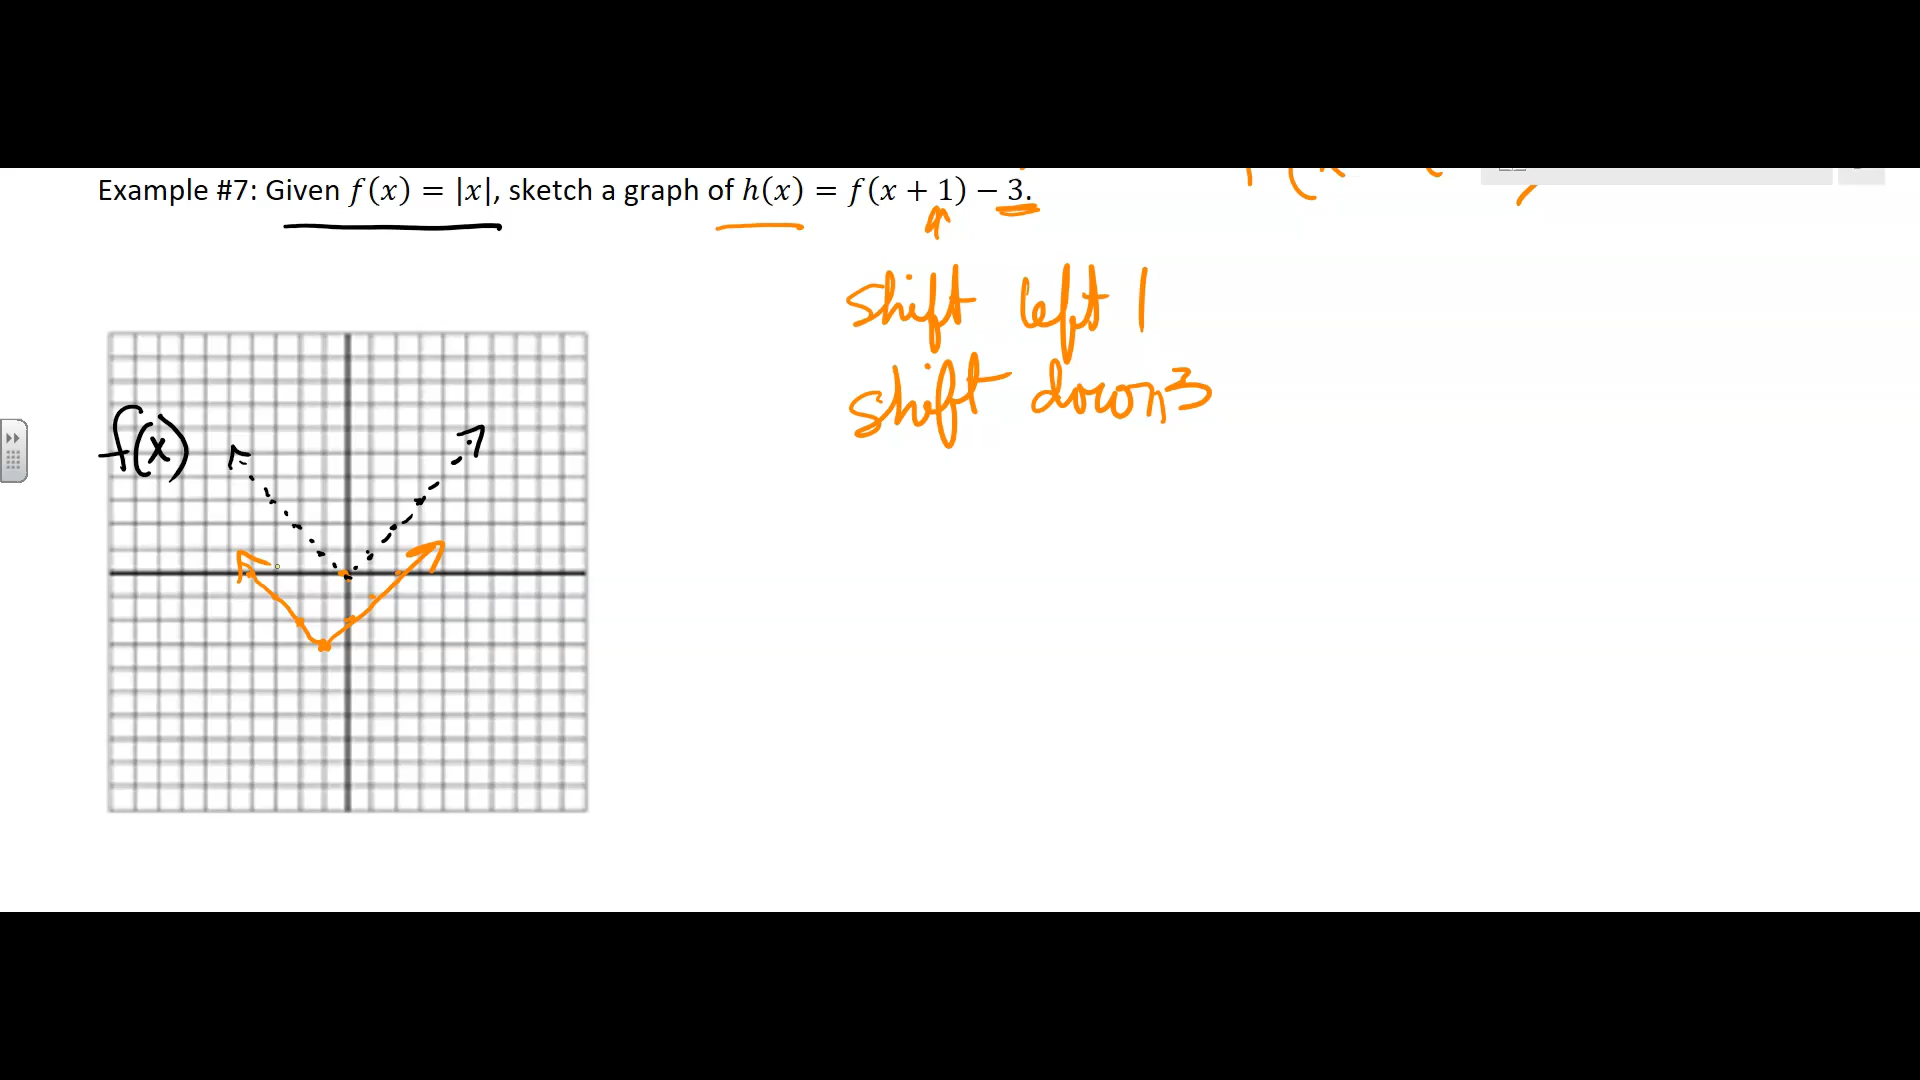 Example #7: Given f(x) = |x|, sketch a graph of h(x) = f(x + 1) − 3.
shift left 1
shift down 3
f(x)